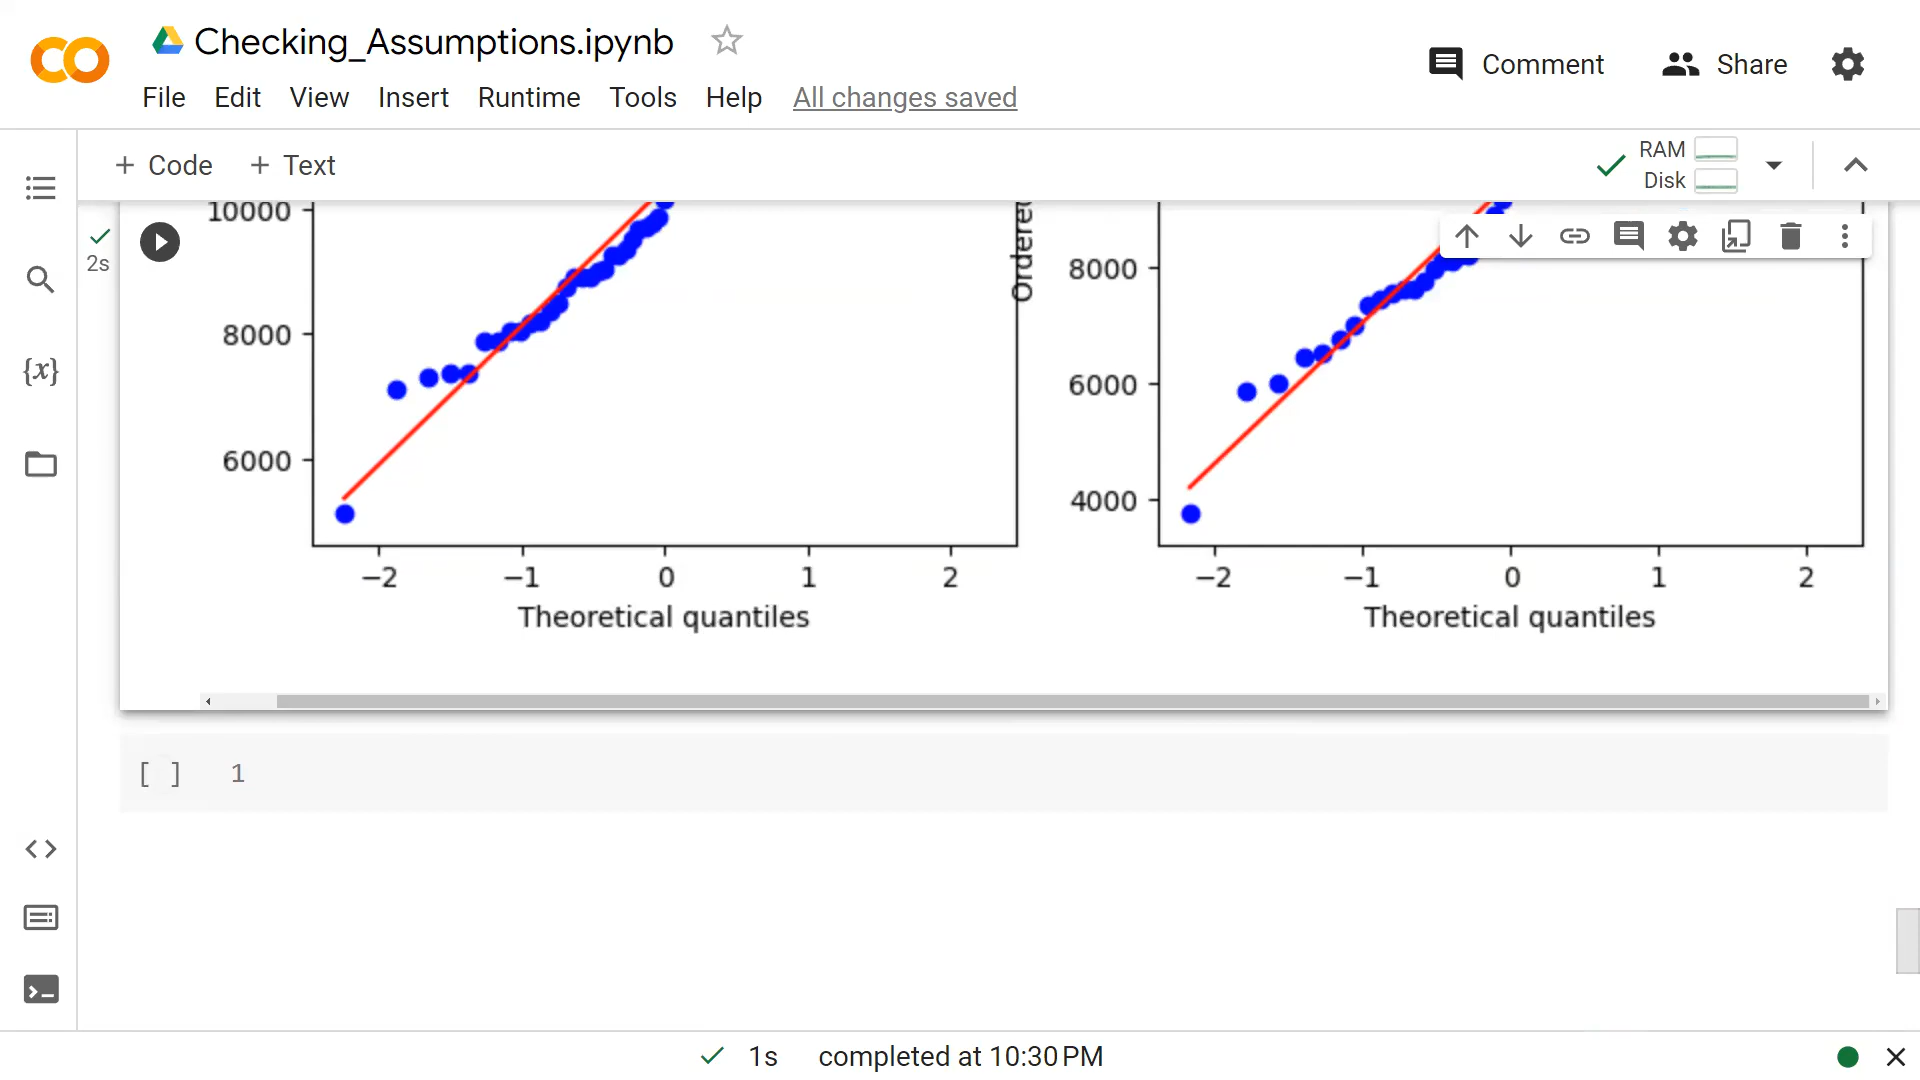 Checking_Assumptions.ipynb
File Edit View Insert Runtime Tools Help All changes saved
Comment Share
+ Code + Text
RAM
Disk
2s
{x}
10000
8000
6000
−2 −1 0 1 2
Theoretical quantiles
Ordered
8000
6000
4000
−2 −1 0 1 2
Theoretical quantiles
[ ] 1
1s completed at 10:30 PM